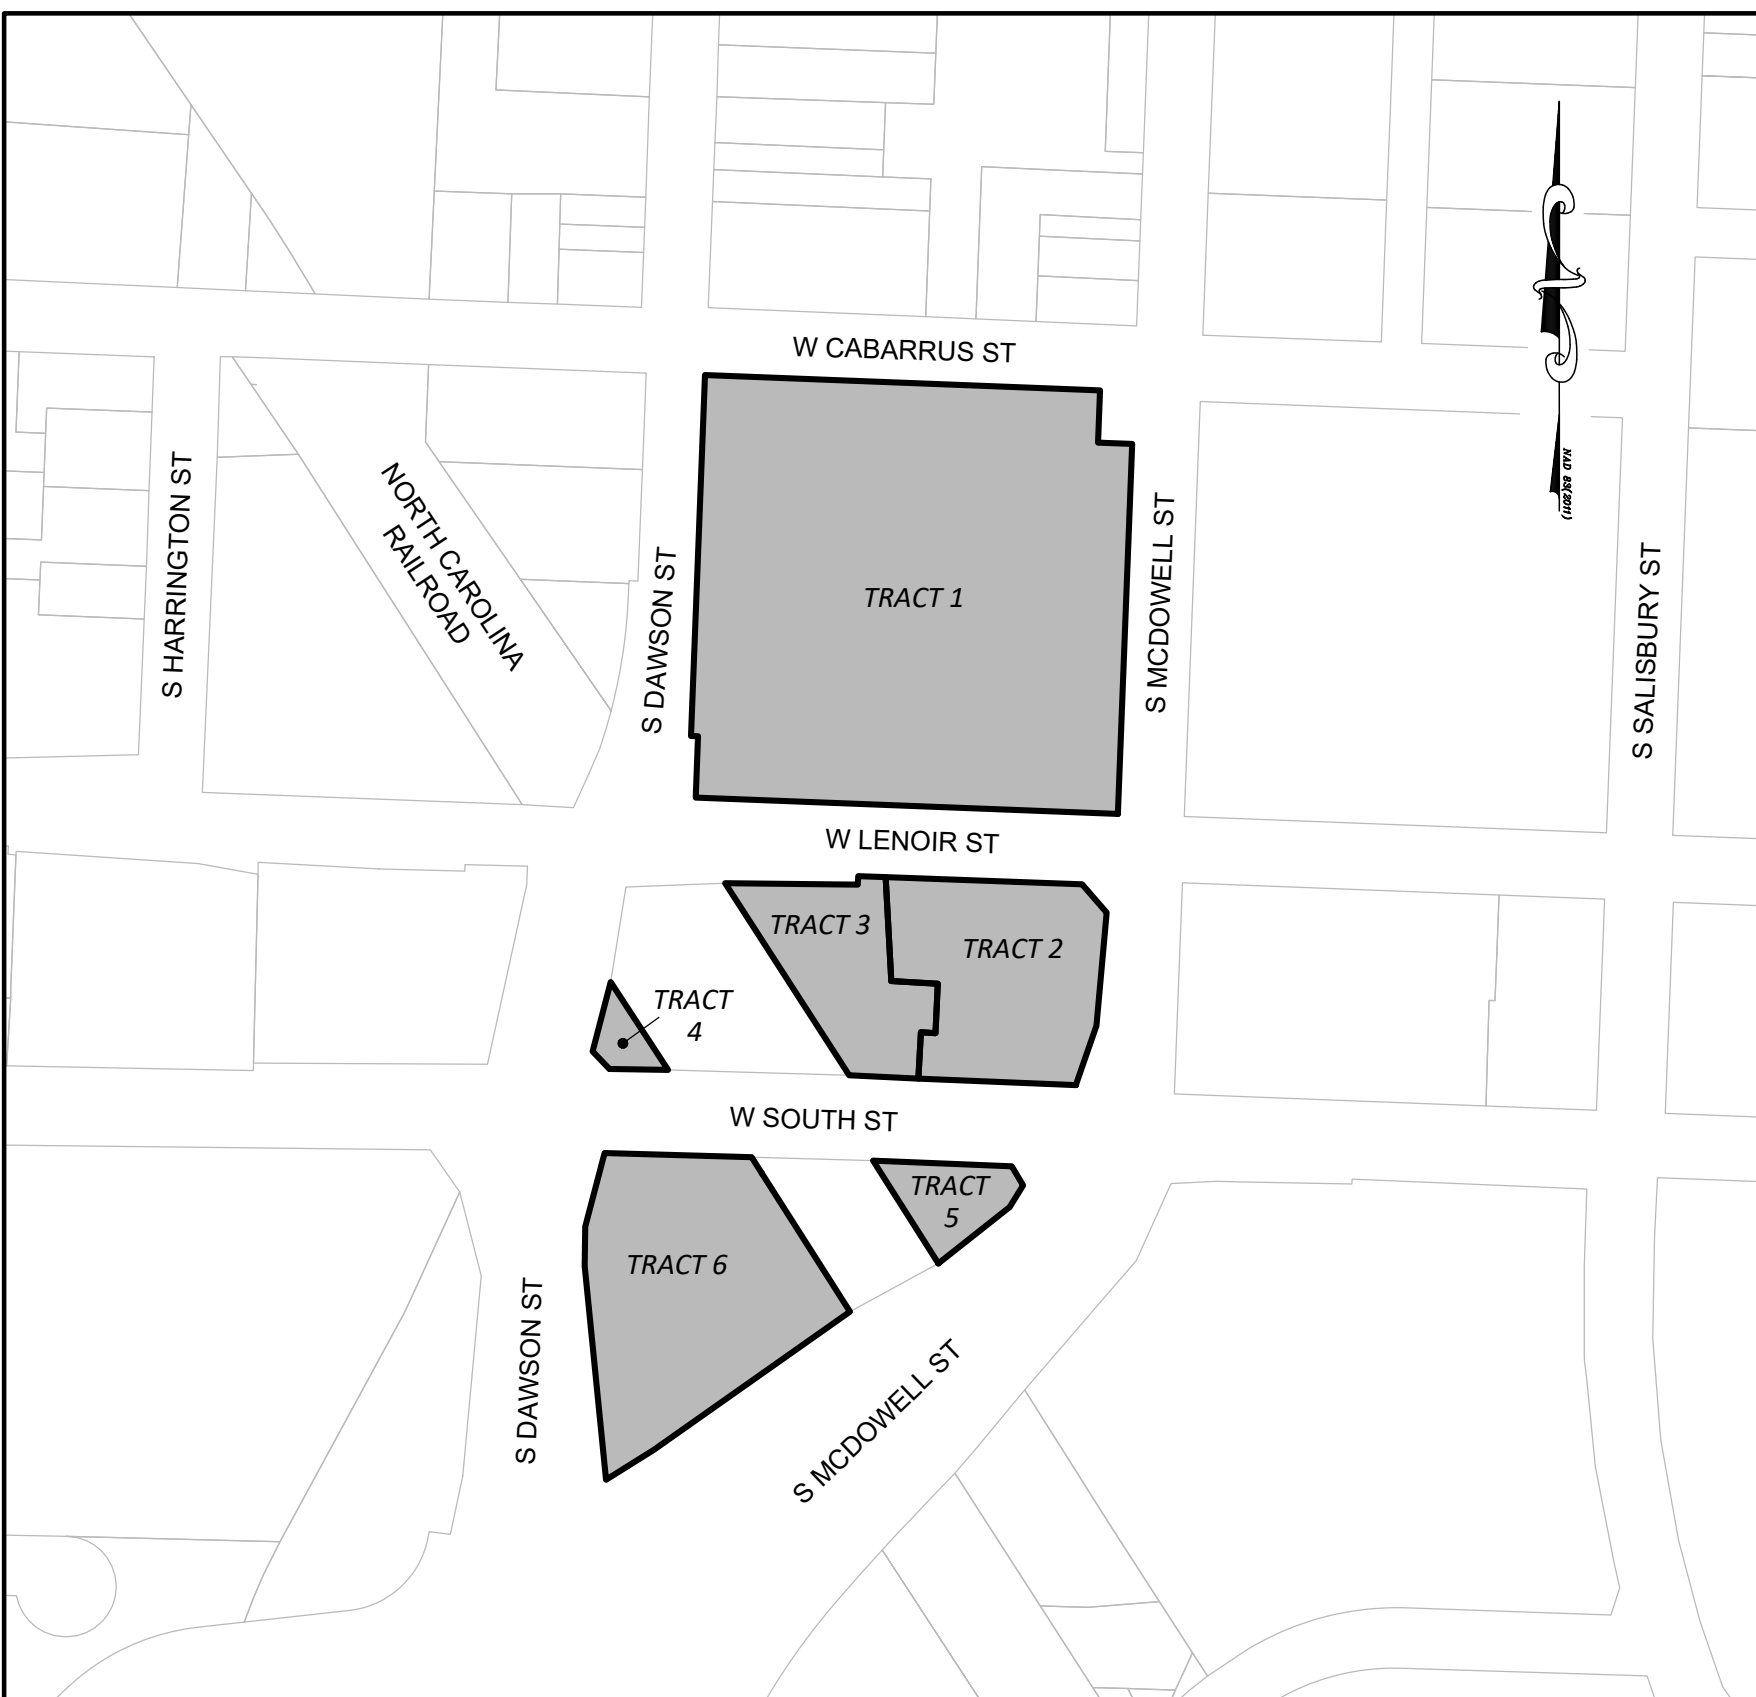 W CABARRUS ST
NAD 83(2011)
S HARRINGTON ST
NORTH CAROLINA
RAILROAD
S DAWSON ST
TRACT 1
S MCDOWELL ST
S SALISBURY ST
W LENOIR ST
TRACT 3
TRACT 2
TRACT
4
W SOUTH ST
TRACT
5
TRACT 6
S DAWSON ST
S MCDOWELL ST